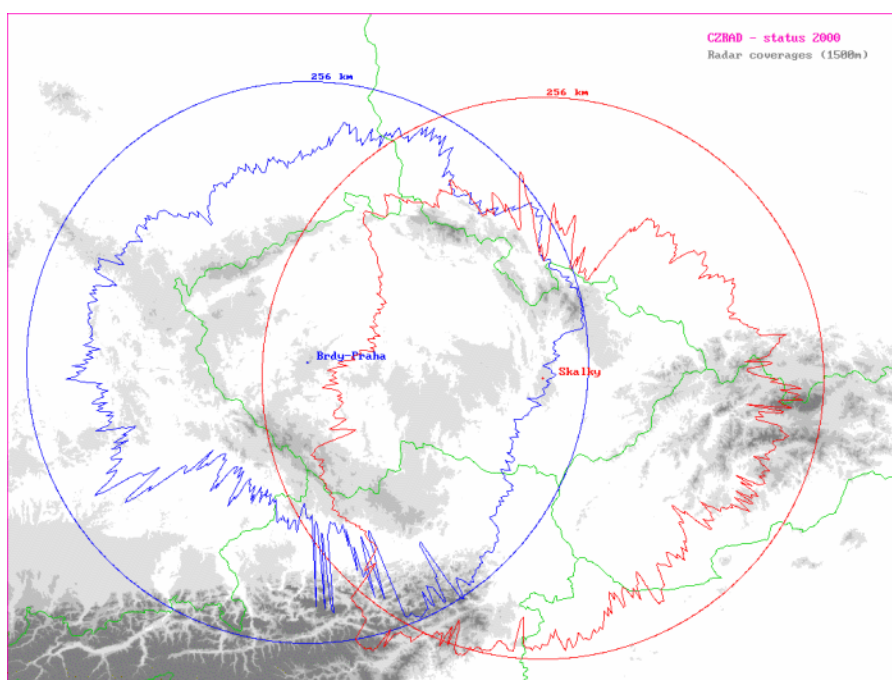 CZRAD - status 2000
Radar coverages (1500m)
256 km
256 km
Brdy-Praha
Skalky